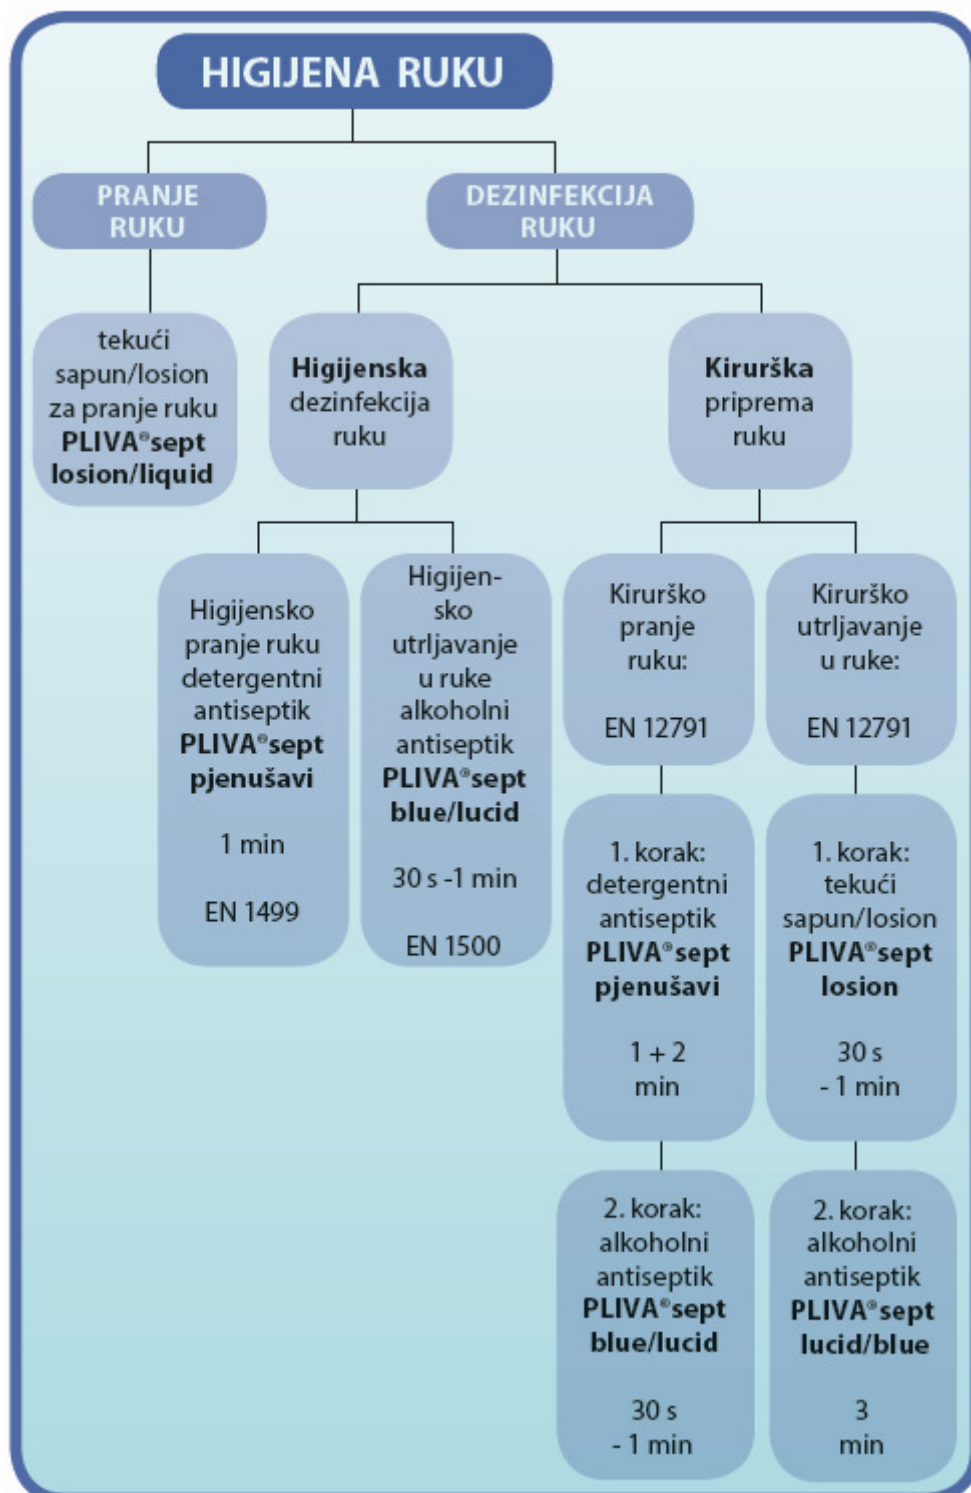 HIGIJENA RUKU
PRANJE
RUKU
DEZINFEKCIJA
RUKU
tekući
sapun/losion
za pranje ruku
PLIVA®sept
losion/liquid
Higijenska
dezinfekcija
ruku
Kirurška
priprema
ruku
Higijensko
pranje ruku
detergentni
antiseptik
PLIVA®sept
pjenušavi
1 min
EN 1499
Higijen-
sko
utrljavanje
u ruke
alkoholni
antiseptik
PLIVA®sept
blue/lucid
30 s -1 min
EN 1500
Kirurško
pranje
ruku:
EN 12791
Kirurško
utrljavanje
u ruke:
EN 12791
1. korak:
detergentni
antiseptik
PLIVA®sept
pjenušavi
1 + 2
min
1. korak:
tekući
sapun/losion
PLIVA®sept
losion
30 s
- 1 min
2. korak:
alkoholni
antiseptik
PLIVA®sept
blue/lucid
30 s
- 1 min
2. korak:
alkoholni
antiseptik
PLIVA®sept
lucid/blue
3
min